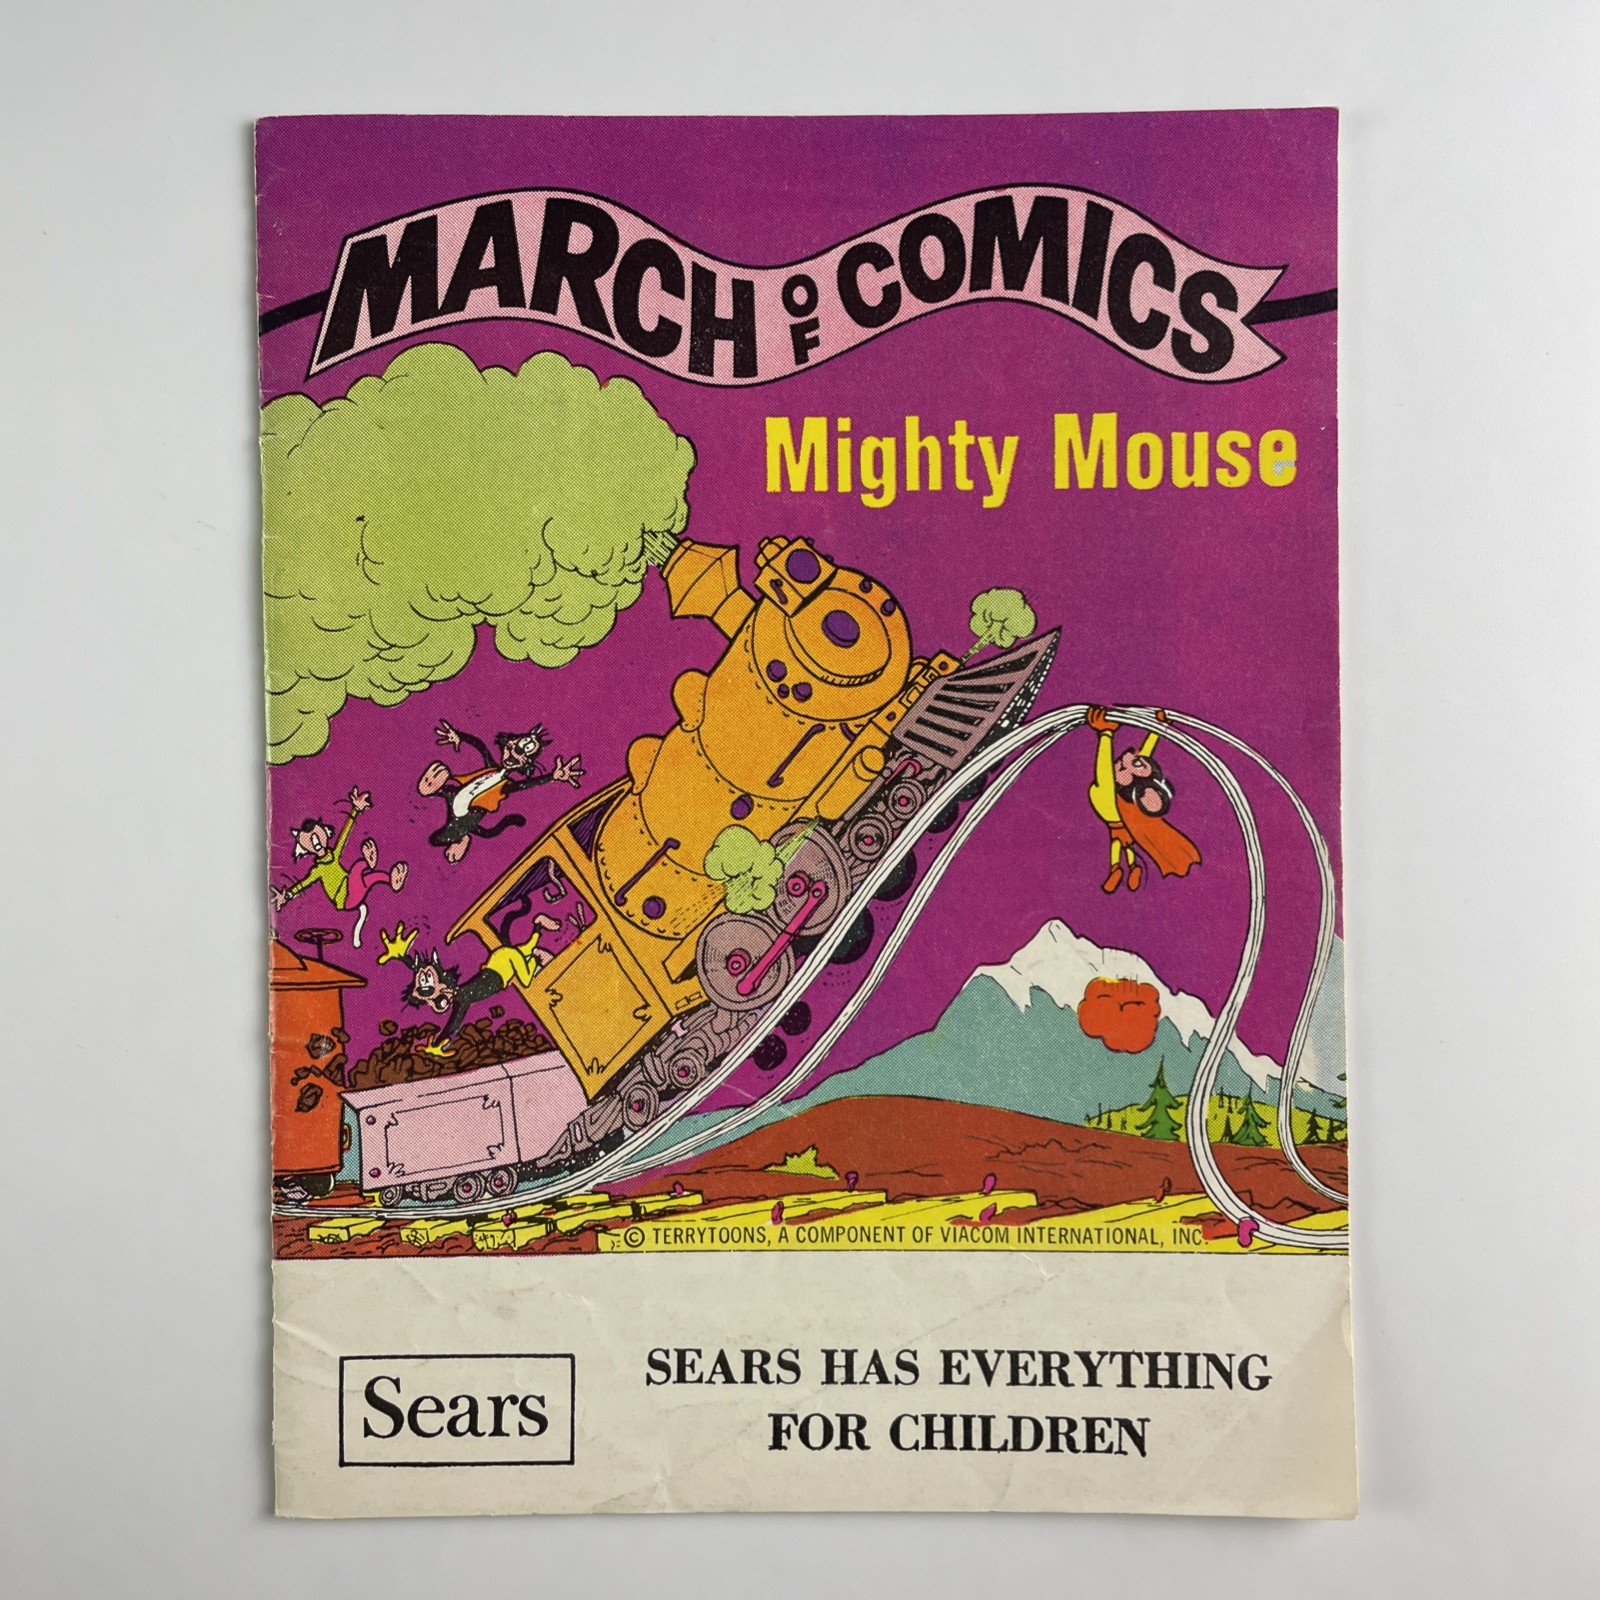 MARCH OF COMICS
Mighty Mouse
© TERRYTOONS, A COMPONENT OF VIACOM INTERNATIONAL, INC.
Sears
SEARS HAS EVERYTHING
FOR CHILDREN